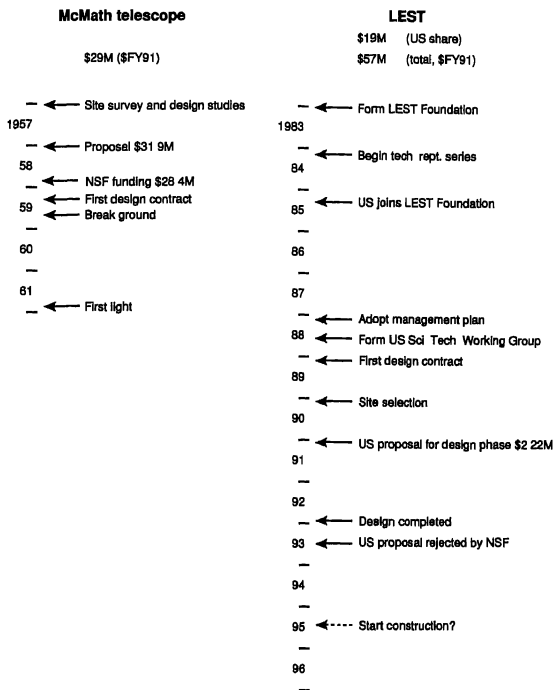 McMath telescope
$29M ($FY91)
Site survey and design studies
1957
Proposal $31 9M
58
NSF funding $28 4M
First design contract
59
Break ground
60
61
First light
LEST
$19M (US share)
$57M (total, $FY91)
Form LEST Foundation
1983
Begin tech rept. series
84
US joins LEST Foundation
85
86
87
Adopt management plan
88
Form US Sci Tech Working Group
First design contract
89
Site selection
90
US proposal for design phase $2 22M
91
92
Design completed
93
US proposal rejected by NSF
94
95
Start construction?
96